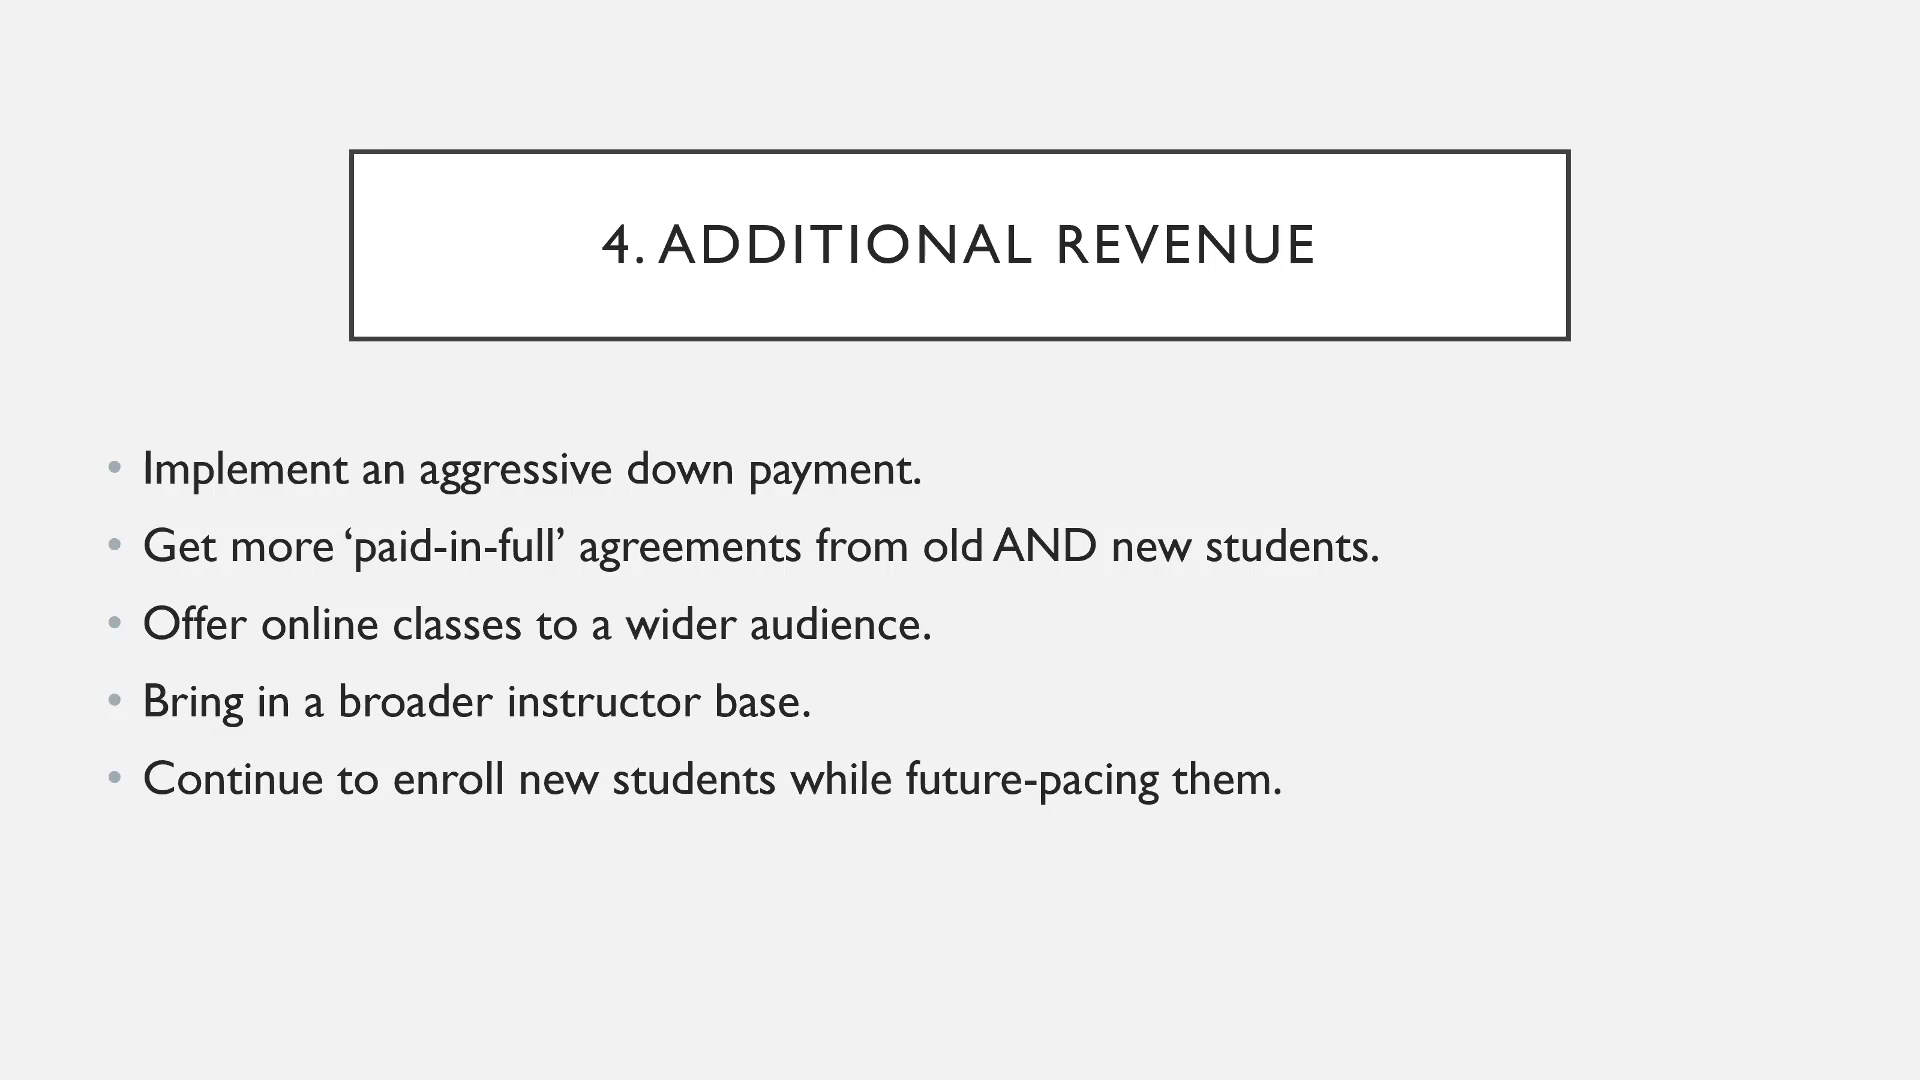 4. ADDITIONAL REVENUE
• Implement an aggressive down payment.
• Get more ‘paid-in-full’ agreements from old AND new students.
• Offer online classes to a wider audience.
• Bring in a broader instructor base.
• Continue to enroll new students while future-pacing them.